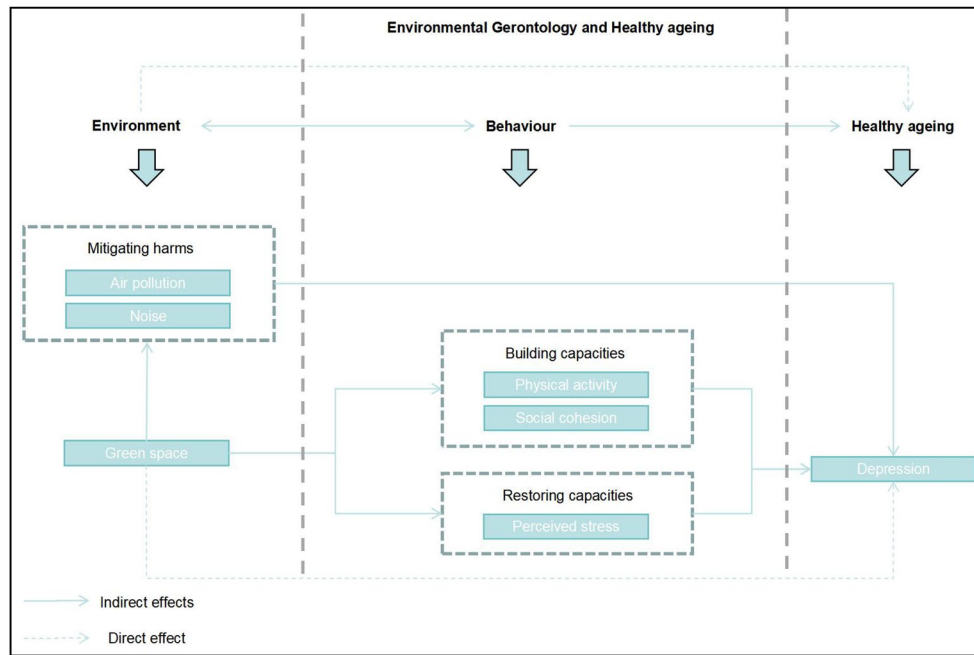 Environmental Gerontology and Healthy ageing
Environment
Behaviour
Healthy ageing
Mitigating harms
Air pollution
Noise
Building capacities
Physical activity
Social cohesion
Green space
Depression
Restoring capacities
Perceived stress
Indirect effects
Direct effect